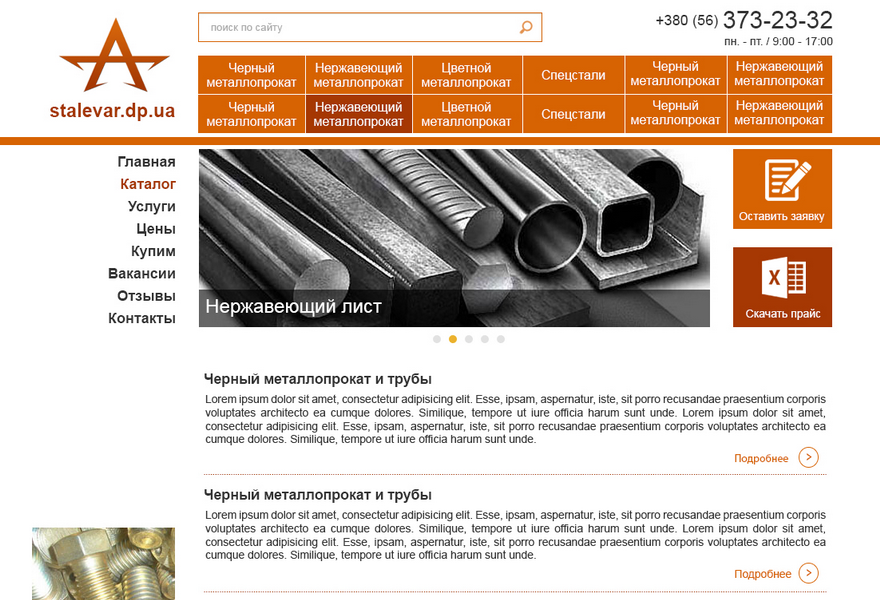 поиск по сайту
+380 (56) 373-23-32
пн. - пт. / 9:00 - 17:00
stalevar.dp.ua
Черный металлопрокат
Нержавеющий металлопрокат
Цветной металлопрокат
Спецстали
Черный металлопрокат
Нержавеющий металлопрокат
Черный металлопрокат
Нержавеющий металлопрокат
Цветной металлопрокат
Спецстали
Черный металлопрокат
Нержавеющий металлопрокат
Главная
Каталог
Услуги
Цены
Купим
Вакансии
Отзывы
Контакты
Нержавеющий лист
Оставить заявку
X
Скачать прайс
Черный металлопрокат и трубы
Lorem ipsum dolor sit amet, consectetur adipisicing elit. Esse, ipsam, aspernatur, iste, sit porro recusandae praesentium corporis
voluptates architecto ea cumque dolores. Similique, tempore ut iure officia harum sunt unde. Lorem ipsum dolor sit amet,
consectetur adipisicing elit. Esse, ipsam, aspernatur, iste, sit porro recusandae praesentium corporis voluptates architecto ea
cumque dolores. Similique, tempore ut iure officia harum sunt unde.
Подробнее
Черный металлопрокат и трубы
Lorem ipsum dolor sit amet, consectetur adipisicing elit. Esse, ipsam, aspernatur, iste, sit porro recusandae praesentium corporis
voluptates architecto ea cumque dolores. Similique, tempore ut iure officia harum sunt unde. Lorem ipsum dolor sit amet,
consectetur adipisicing elit. Esse, ipsam, aspernatur, iste, sit porro recusandae praesentium corporis voluptates architecto ea
cumque dolores. Similique, tempore ut iure officia harum sunt unde.
Подробнее